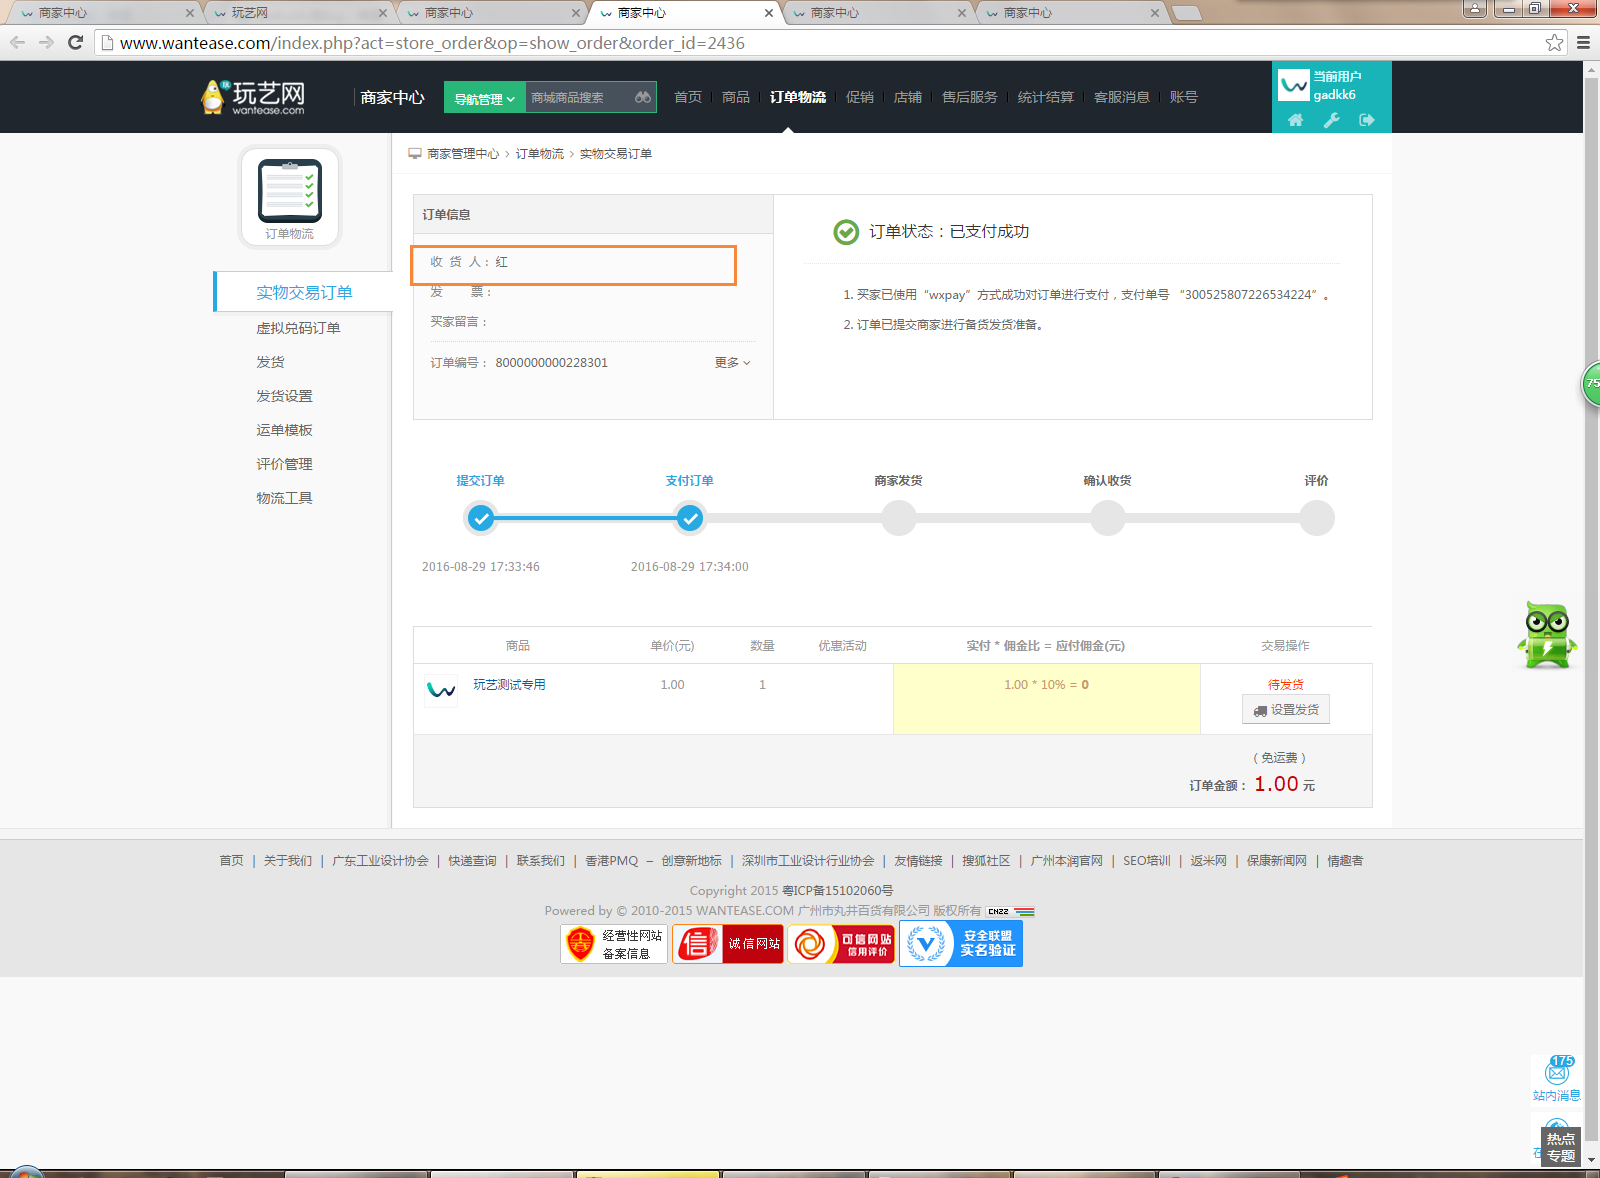 商家中心
玩艺网
商家中心
商家中心
商家中心
商家中心
www.wantease.com/index.php?act=store_order&op=show_order&order_id=2436
玩艺网
wantease.com
商家中心
导航管理
商城商品搜索
首页
商品
订单物流
促销
店铺
售后服务
统计结算
客服消息
账号
当前用户
gadkk6
订单物流
实物交易订单
虚拟兑码订单
发货
发货设置
运单模板
评价管理
物流工具
商家管理中心 › 订单物流 › 实物交易订单
订单信息
收 货 人： 红
发 票：
买家留言：
订单编号： 8000000000228301 更多
订单状态：已支付成功
1. 买家已使用“wxpay”方式成功对订单进行支付，支付单号 “300525807226534224”。
2. 订单已提交商家进行备货发货准备。
提交订单 支付订单 商家发货 确认收货 评价
2016-08-29 17:33:46 2016-08-29 17:34:00
商品 单价(元) 数量 优惠活动 实付 * 佣金比 = 应付佣金(元) 交易操作
玩艺测试专用 1.00 1 1.00 * 10% = 0 待发货
设置发货
（免运费）
订单金额： 1.00 元
首页 | 关于我们 | 广东工业设计协会 | 快递查询 | 联系我们 | 香港PMQ – 创意新地标 | 深圳市工业设计行业协会 | 友情链接 | 搜狐社区 | 广州本润官网 | SEO培训 | 返米网 | 保康新闻网 | 情趣者
Copyright 2015 粤ICP备15102060号
Powered by © 2010-2015 WANTEASE.COM 广州市丸井百货有限公司 版权所有 CNZZ
经营性网站
备案信息
信
诚信网站
可信网站
信用评价
安全联盟
实名验证
75
175
站内消息
热点
专题